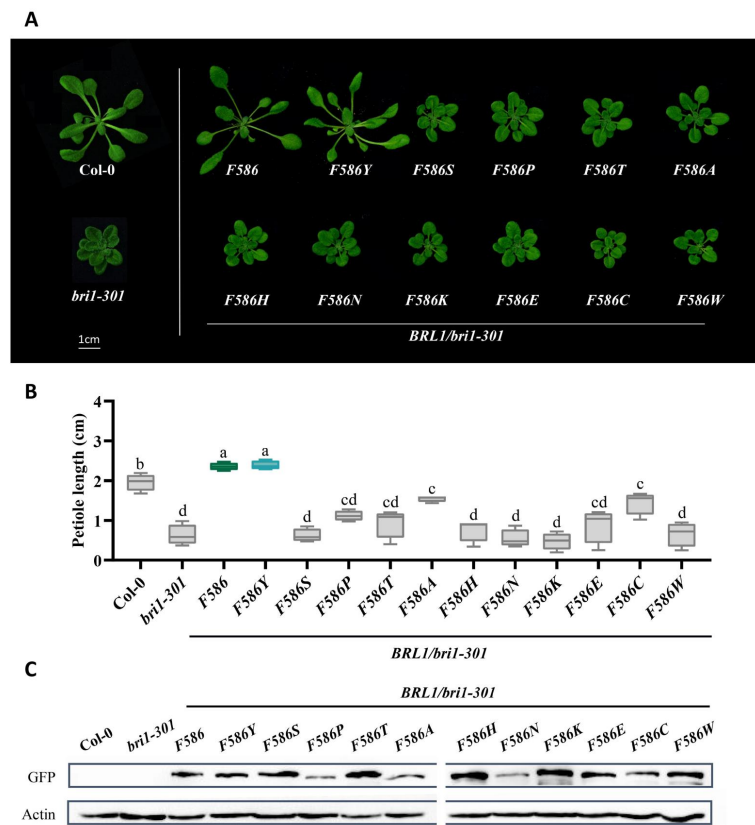 A
Col-0
F586
F586Y
F586S
F586P
F586T
F586A
bri1-301
F586H
F586N
F586K
F586E
F586C
F586W
1cm
BRL1/bri1-301
B
Petiole length (cm)
4
3
2
1
0
b
d
a
a
d
cd
cd
c
d
d
d
cd
c
d
Col-0
bri1-301
F586
F586Y
F586S
F586P
F586T
F586A
F586H
F586N
F586K
F586E
F586C
F586W
BRL1/bri1-301
C
BRL1/bri1-301
Col-0
bri1-301
F586
F586Y
F586S
F586P
F586T
F586A
F586H
F586N
F586K
F586E
F586C
F586W
GFP
Actin